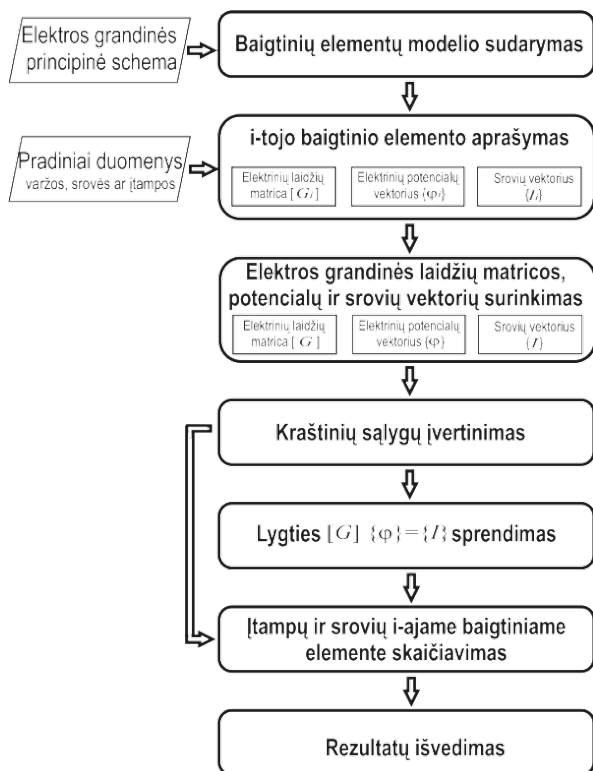 Elektros grandinės
principinė schema
Baigtinių elementų modelio sudarymas
i-tojo baigtinio elemento aprašymas
Pradiniai duomenys
varžos, srovės ar įtampos
Elektrinių laidžių
matrica [ Gi ]
Elektrinių potencialų
vektorius {φi}
Srovių vektorius
{Ii}
Elektros grandinės laidžių matricos,
potencialų ir srovių vektorių surinkimas
Elektrinių laidžių
matrica [ G ]
Elektrinių potencialų
vektorius {φ}
Srovių vektorius
{I}
Kraštinių sąlygų įvertinimas
Lygties [G] {φ}={I} sprendimas
Įtampų ir srovių i-ajame baigtiniame
elemente skaičiavimas
Rezultatų išvedimas